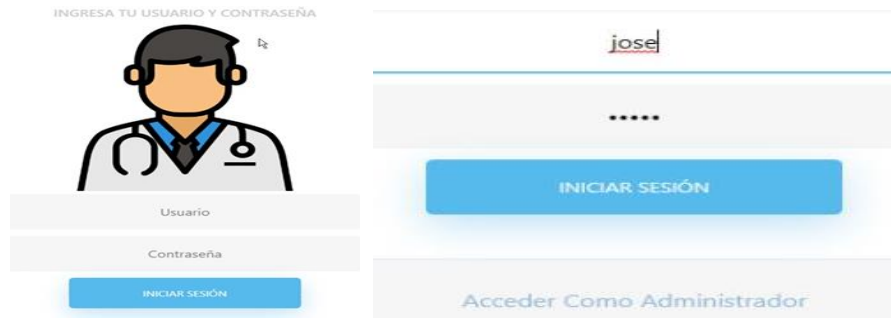 INGRESA TU USUARIO Y CONTRASEÑA
Usuario
Contraseña
INICIAR SESIÓN
jose
•••••
INICIAR SESIÓN
Acceder Como Administrador